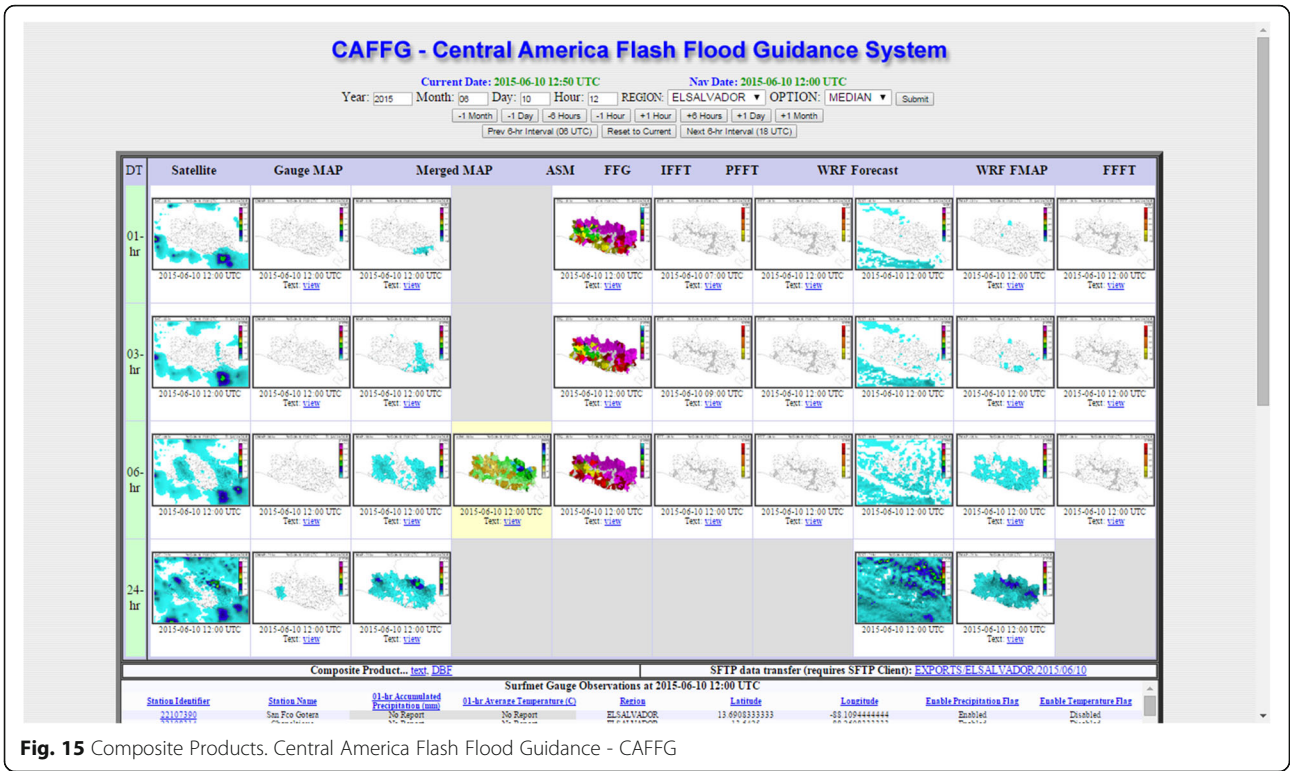 CAFFG - Central America Flash Flood Guidance System
Current Date: 2015-06-10 12:50 UTC Nav Date: 2015-06-10 12:00 UTC
Year: 2015 Month: 06 Day: 10 Hour: 12 REGION: ELSALVADOR OPTION: MEDIAN Submit
-1 Month -1 Day -6 Hours -1 Hour +1 Hour +6 Hours +1 Day +1 Month
Prev 6-hr Interval (06 UTC) Reset to Current Next 6-hr Interval (18 UTC)
DT Satellite Gauge MAP Merged MAP ASM FFG IFFT PFFT WRF Forecast WRF FMAP FFFT
01-
hr
2015-06-10 12:00 UTC 2015-06-10 12:00 UTC 2015-06-10 12:00 UTC 2015-06-10 12:00 UTC 2015-06-10 07:00 UTC 2015-06-10 12:00 UTC 2015-06-10 12:00 UTC 2015-06-10 12:00 UTC 2015-06-10 12:00 UTC
Text: view Text: view Text: view Text: view Text: view Text: view Text: view
03-
hr
2015-06-10 12:00 UTC 2015-06-10 12:00 UTC 2015-06-10 12:00 UTC 2015-06-10 12:00 UTC 2015-06-10 09:00 UTC 2015-06-10 12:00 UTC 2015-06-10 12:00 UTC 2015-06-10 12:00 UTC 2015-06-10 12:00 UTC
Text: view Text: view Text: view Text: view Text: view Text: view Text: view
06-
hr
2015-06-10 12:00 UTC 2015-06-10 12:00 UTC 2015-06-10 12:00 UTC 2015-06-10 12:00 UTC 2015-06-10 12:00 UTC 2015-06-10 12:00 UTC 2015-06-10 12:00 UTC 2015-06-10 12:00 UTC 2015-06-10 12:00 UTC 2015-06-10 12:00 UTC
Text: view Text: view Text: view Text: view Text: view Text: view Text: view Text: view
24-
hr
2015-06-10 12:00 UTC 2015-06-10 12:00 UTC 2015-06-10 12:00 UTC 2015-06-10 12:00 UTC 2015-06-10 12:00 UTC
Text: view Text: view Text: view
Composite Product... text, DBF SFTP data transfer (requires SFTP Client): EXPORTS/ELSALVADOR/2015/06/10
Surfmet Gauge Observations at 2015-06-10 12:00 UTC
Station Identifier Station Name 01-hr Accumulated Precipitation (mm) 01-hr Average Temperature (C) Region Latitude Longitude Enable Precipitation Flag Enable Temperature Flag
22107390 San Fco Gotera No Report No Report ELSALVADOR 13.6908333333 -88.1094444444 Enabled Disabled
Fig. 15 Composite Products. Central America Flash Flood Guidance - CAFFG